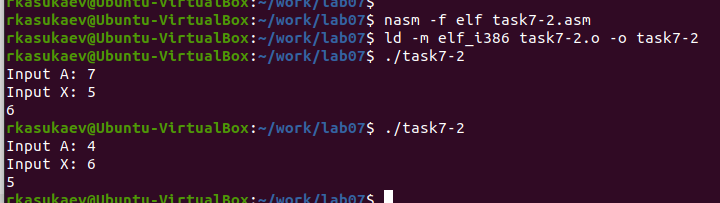 rkasukaev@Ubuntu-VirtualBox:~/work/lab07$
rkasukaev@Ubuntu-VirtualBox:~/work/lab07$ nasm -f elf task7-2.asm
rkasukaev@Ubuntu-VirtualBox:~/work/lab07$ ld -m elf_i386 task7-2.o -o task7-2
rkasukaev@Ubuntu-VirtualBox:~/work/lab07$ ./task7-2
Input A: 7
Input X: 5
6
rkasukaev@Ubuntu-VirtualBox:~/work/lab07$ ./task7-2
Input A: 4
Input X: 6
5
rkasukaev@Ubuntu-VirtualBox:~/work/lab07$